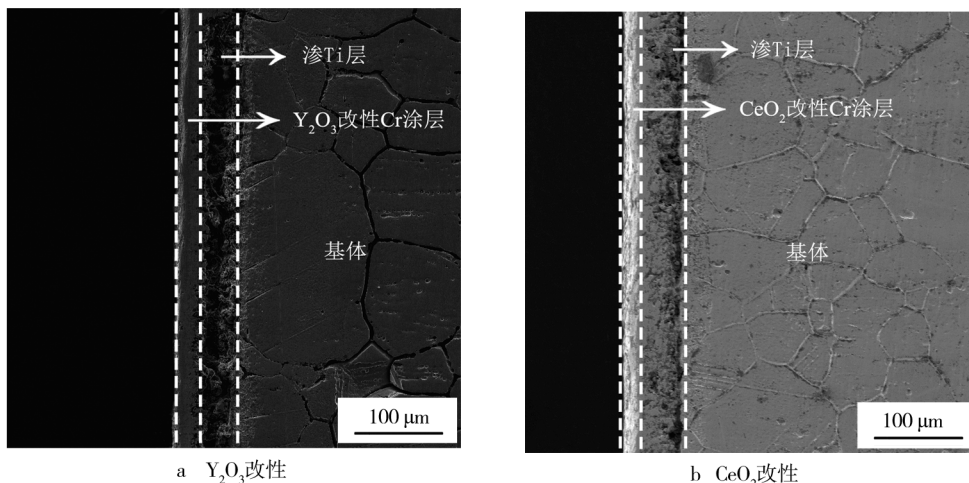 渗Ti层
Y₂O₃改性Cr涂层
基体
100 μm
a Y₂O₃改性
渗Ti层
CeO₂改性Cr涂层
基体
100 μm
b CeO₂改性